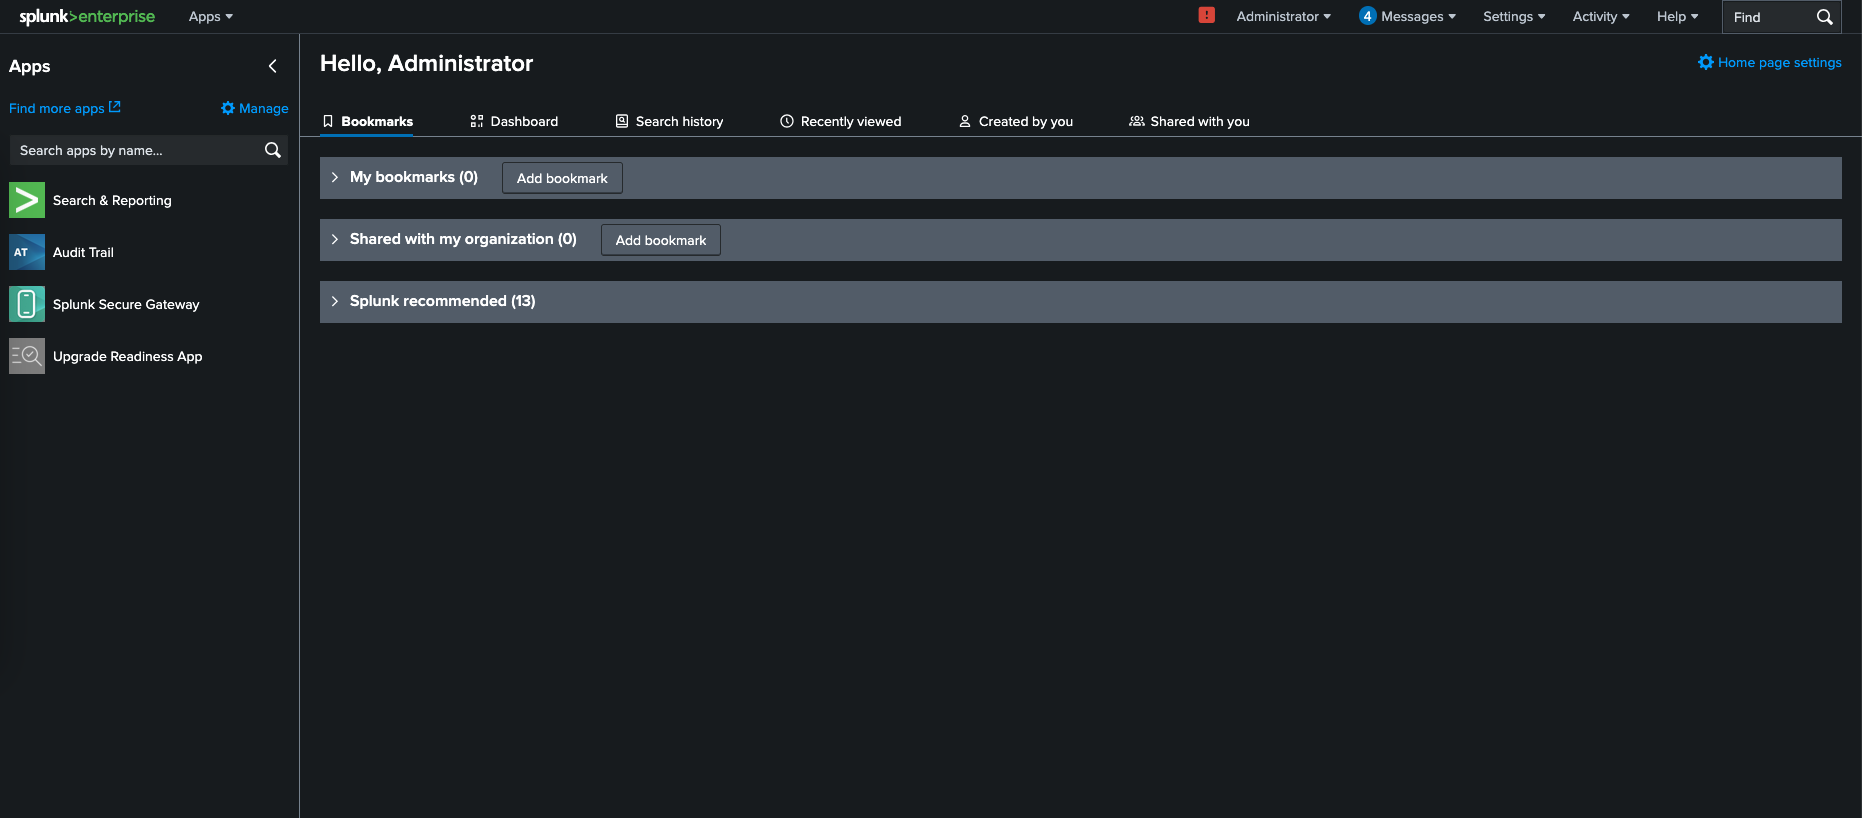 splunk>enterprise Apps ! Administrator 4 Messages Settings Activity Help Find
Apps
Find more apps Manage
Search apps by name...
Search & Reporting
AT Audit Trail
Splunk Secure Gateway
Upgrade Readiness App
Hello, Administrator
Home page settings
Bookmarks Dashboard Search history Recently viewed Created by you Shared with you
My bookmarks (0) Add bookmark
Shared with my organization (0) Add bookmark
Splunk recommended (13)